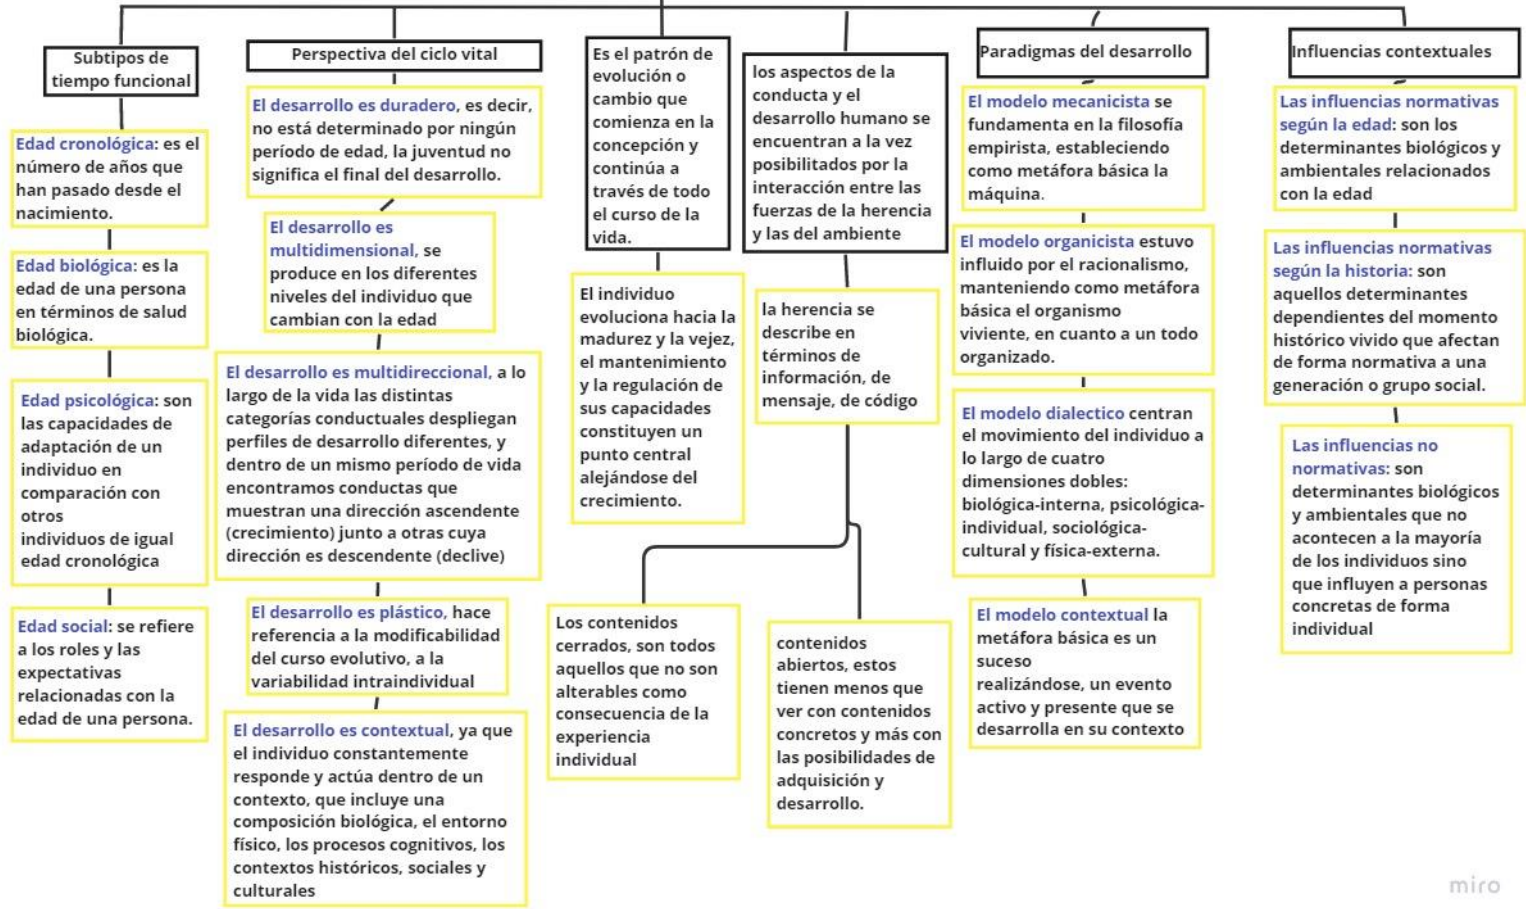 Subtipos de
tiempo funcional
Edad cronológica: es el
número de años que
han pasado desde el
nacimiento.
Edad biológica: es la
edad de una persona
en términos de salud
biológica.
Edad psicológica: son
las capacidades de
adaptación de un
individuo en
comparación con
otros
individuos de igual
edad cronológica
Edad social: se refiere
a los roles y las
expectativas
relacionadas con la
edad de una persona.
Perspectiva del ciclo vital
El desarrollo es duradero, es decir,
no está determinado por ningún
período de edad, la juventud no
significa el final del desarrollo.
El desarrollo es
multidimensional, se
produce en los diferentes
niveles del individuo que
cambian con la edad
El desarrollo es multidireccional, a lo
largo de la vida las distintas
categorías conductuales despliegan
perfiles de desarrollo diferentes, y
dentro de un mismo período de vida
encontramos conductas que
muestran una dirección ascendente
(crecimiento) junto a otras cuya
dirección es descendente (declive)
El desarrollo es plástico, hace
referencia a la modificabilidad
del curso evolutivo, a la
variabilidad intraindividual
El desarrollo es contextual, ya que
el individuo constantemente
responde y actúa dentro de un
contexto, que incluye una
composición biológica, el entorno
físico, los procesos cognitivos, los
contextos históricos, sociales y
culturales
Es el patrón de
evolución o
cambio que
comienza en la
concepción y
continúa a
través de todo
el curso de la
vida.
El individuo
evoluciona hacia la
madurez y la vejez,
el mantenimiento
y la regulación de
sus capacidades
constituyen un
punto central
alejándose del
crecimiento.
los aspectos de la
conducta y el
desarrollo humano se
encuentran a la vez
posibilitados por la
interacción entre las
fuerzas de la herencia
y las del ambiente
la herencia se
describe en
términos de
información, de
mensaje, de código
Los contenidos
cerrados, son todos
aquellos que no son
alterables como
consecuencia de la
experiencia
individual
contenidos
abiertos, estos
tienen menos que
ver con contenidos
concretos y más con
las posibilidades de
adquisición y
desarrollo.
Paradigmas del desarrollo
El modelo mecanicista se
fundamenta en la filosofía
empirista, estableciendo
como metáfora básica la
máquina.
El modelo organicista estuvo
influido por el racionalismo,
manteniendo como metáfora
básica el organismo
viviente, en cuanto a un todo
organizado.
El modelo dialectico centran
el movimiento del individuo a
lo largo de cuatro
dimensiones dobles:
biológica-interna, psicológica-
individual, sociológica-
cultural y física-externa.
El modelo contextual la
metáfora básica es un
suceso
realizándose, un evento
activo y presente que se
desarrolla en su contexto
Influencias contextuales
Las influencias normativas
según la edad: son los
determinantes biológicos y
ambientales relacionados
con la edad
Las influencias normativas
según la historia: son
aquellos determinantes
dependientes del momento
histórico vivido que afectan
de forma normativa a una
generación o grupo social.
Las influencias no
normativas: son
determinantes biológicos
y ambientales que no
acontecen a la mayoría
de los individuos sino
que influyen a personas
concretas de forma
individual
miro